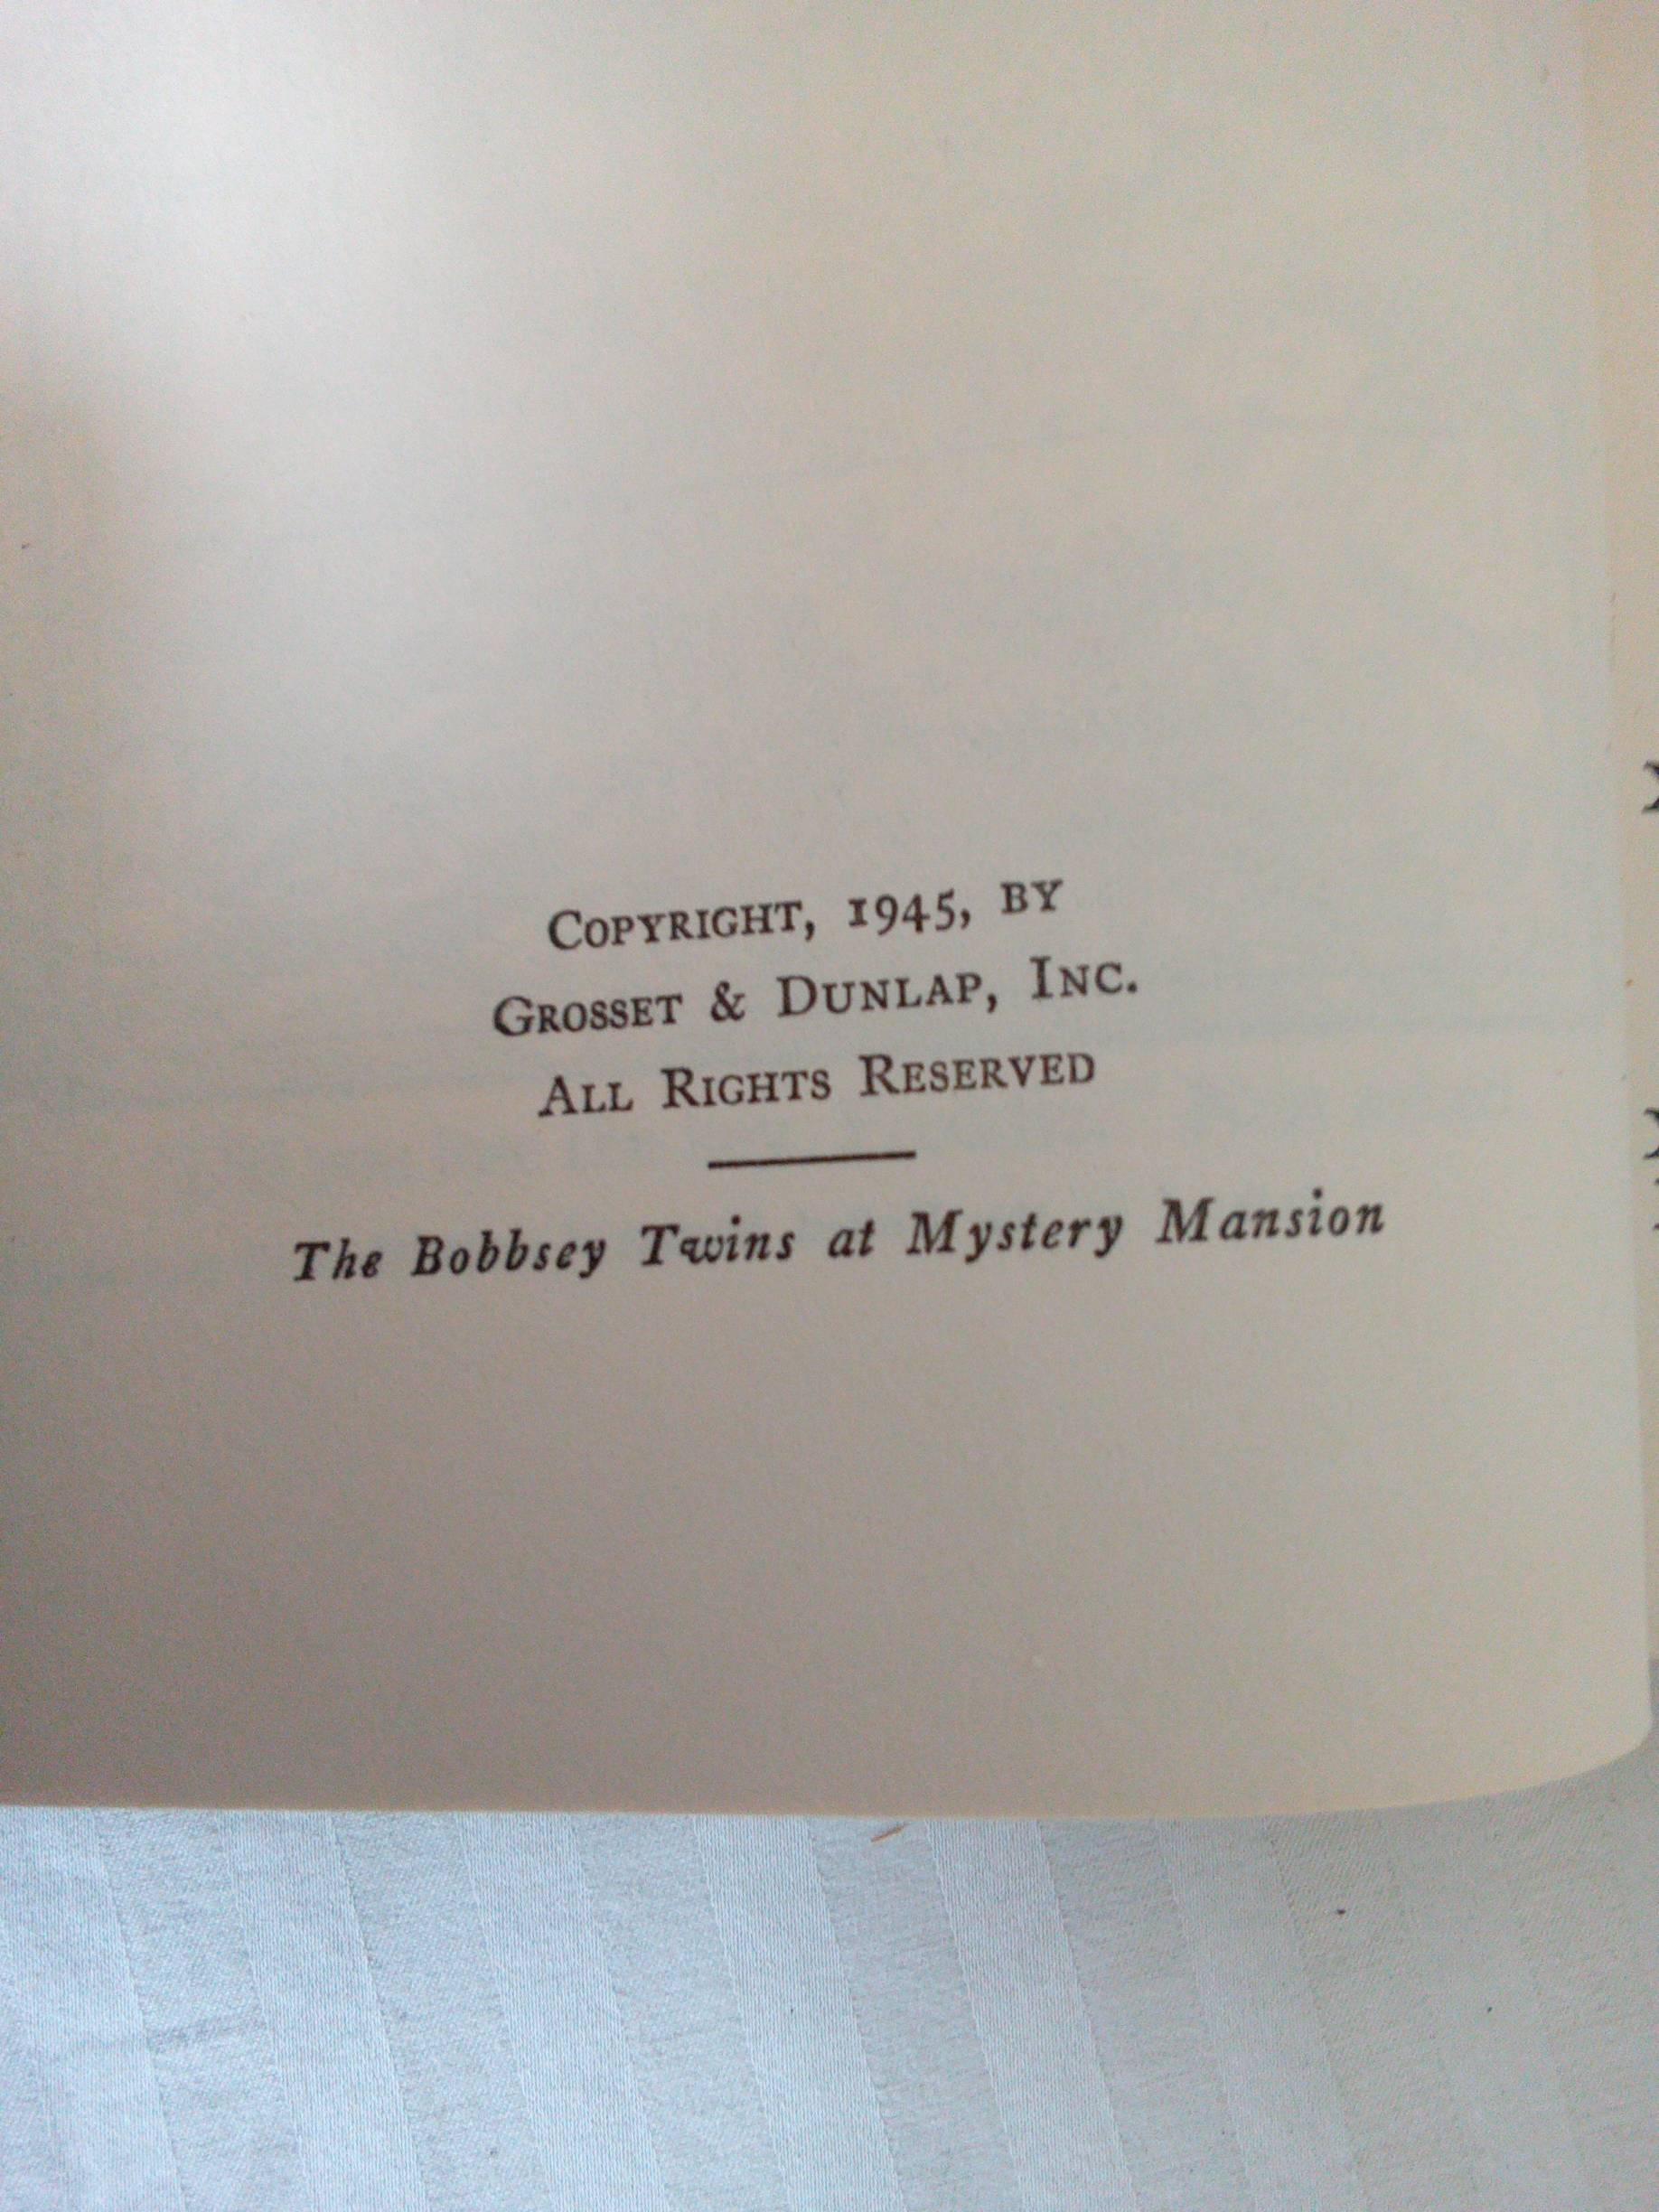 COPYRIGHT, 1945, BY
GROSSET & DUNLAP, INC.
ALL RIGHTS RESERVED
The Bobbsey Twins at Mystery Mansion